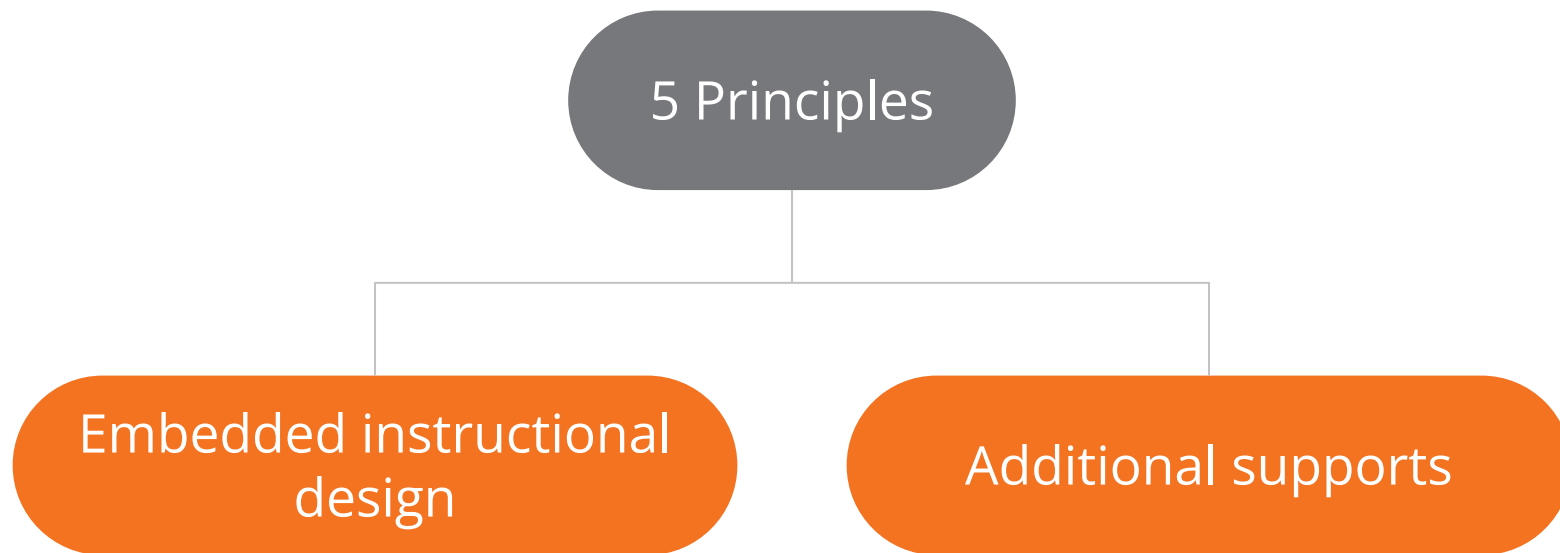 5 Principles
Embedded instructional
design
Additional supports